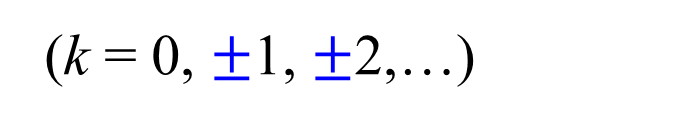 (k = 0, ±1, ±2,…)